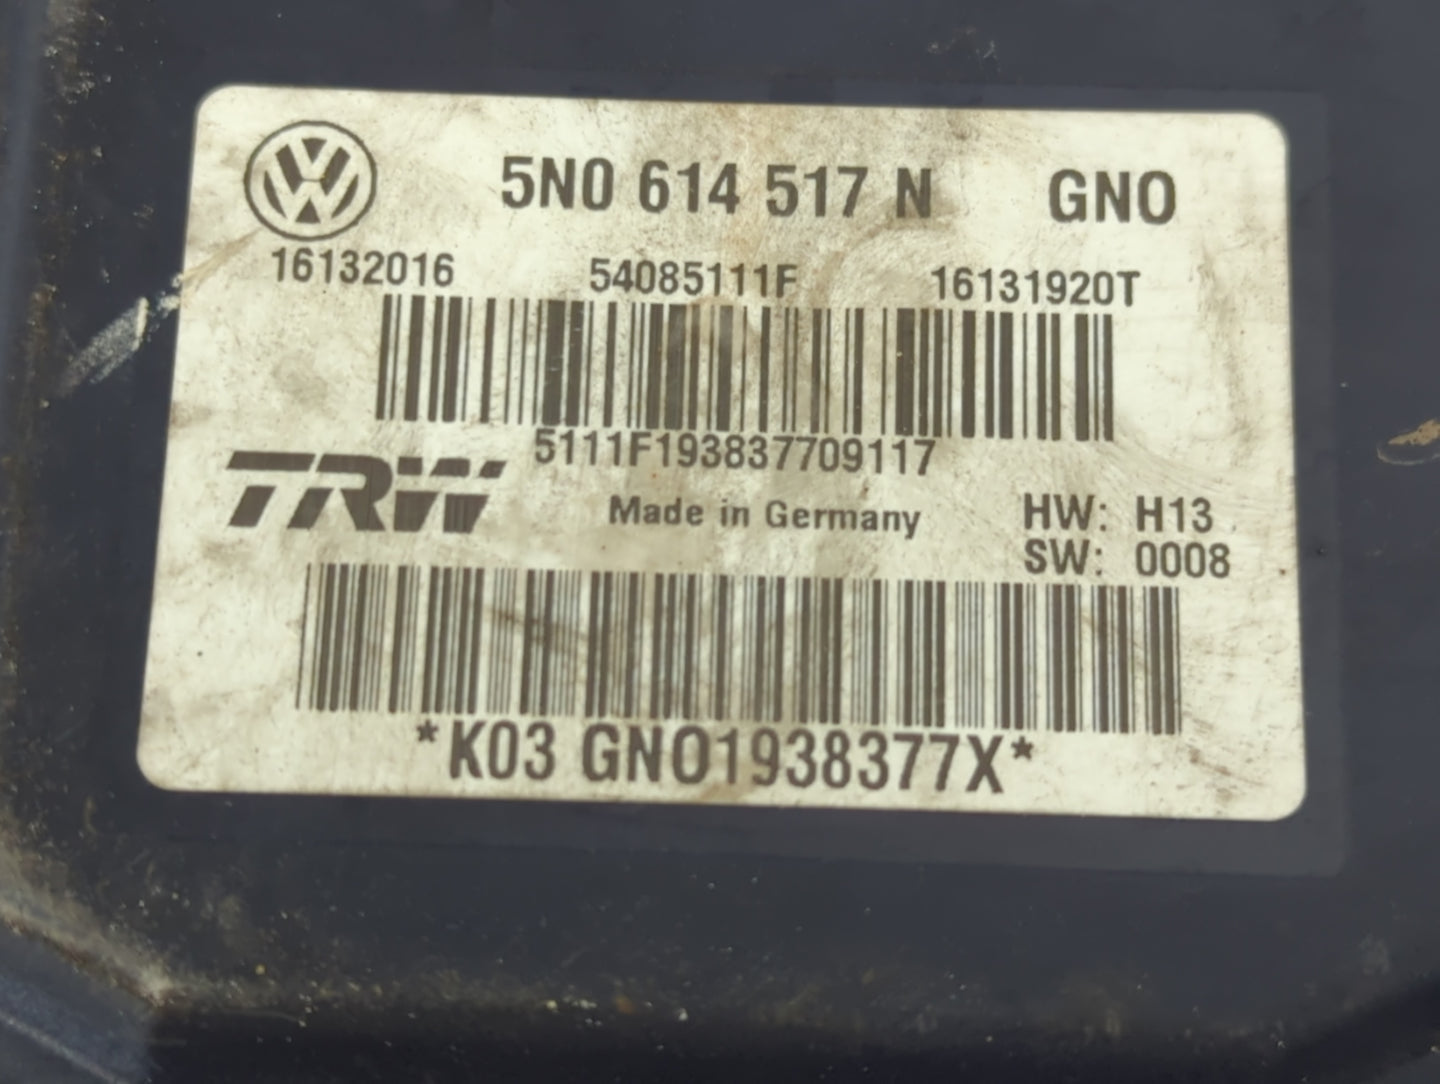 5N0 614 517 N GNO
16132016 54085111F 16131920T
5111F193837709117
TRW
Made in Germany
HW: H13
SW: 0008
*K03 GNO1938377X*